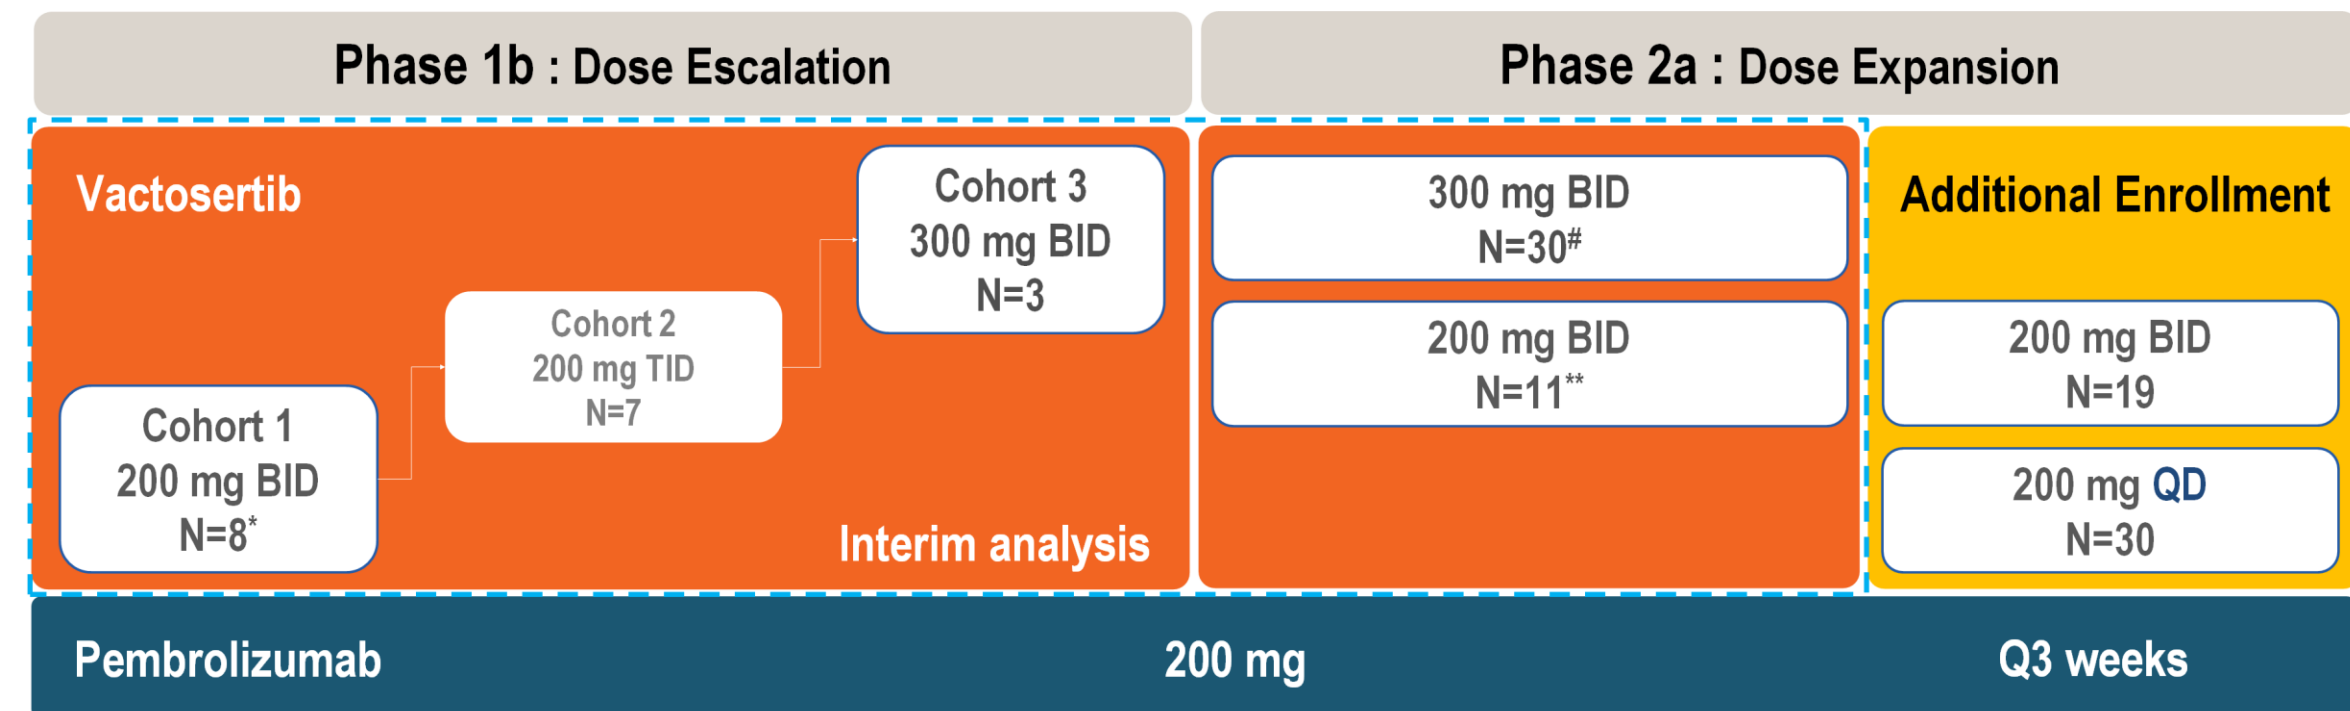 Phase 1b : Dose Escalation
Phase 2a : Dose Expansion
Vactosertib
Cohort 1
200 mg BID
N=8*
Cohort 2
200 mg TID
N=7
Cohort 3
300 mg BID
N=3
Interim analysis
300 mg BID
N=30#
200 mg BID
N=11**
Additional Enrollment
200 mg BID
N=19
200 mg QD
N=30
Pembrolizumab
200 mg
Q3 weeks